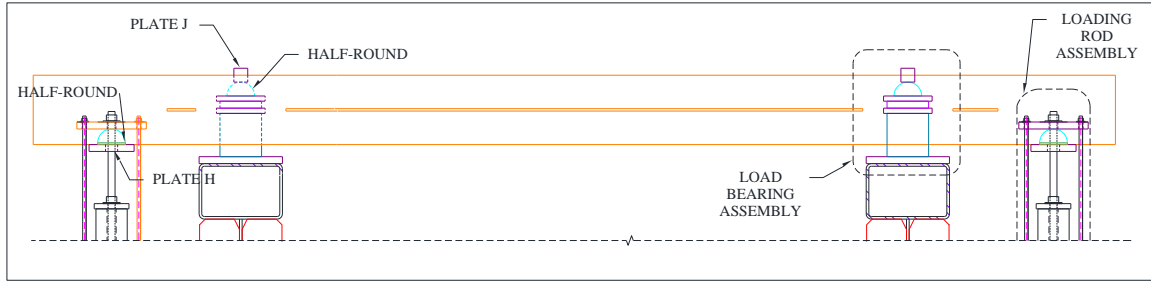 PLATE J
HALF-ROUND
HALF-ROUND
PLATE H
LOADING
ROD
ASSEMBLY
LOAD
BEARING
ASSEMBLY